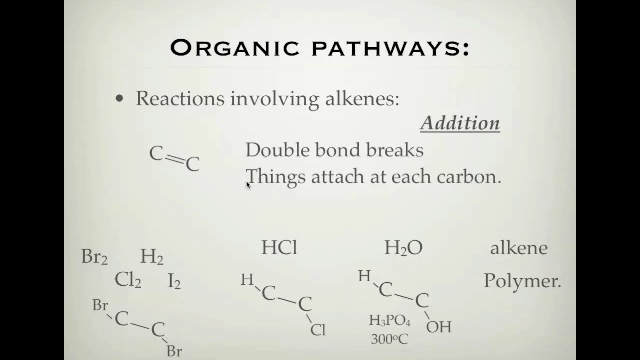 ORGANIC PATHWAYS:
• Reactions involving alkenes:
Addition
C=C
Double bond breaks
Things attach at each carbon.
Br₂ H₂
Cl₂ I₂
Br
C C
Br
HCl
H
C C
Cl
H₂O
H
C C
OH
H₃PO₄
300°C
alkene
Polymer.